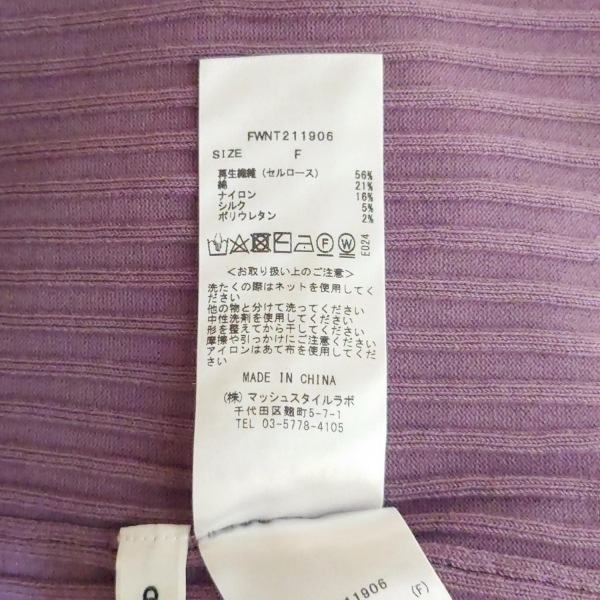 FWNT211906
SIZE F
再生繊維（セルロース） 56%
綿 21%
ナイロン 16%
シルク 5%
ポリウレタン 2%
F W E024
＜お取り扱い上のご注意＞
洗たくの際はネットを使用してく
ださい
他の物と分けて洗ってください
中性洗剤を使用してください
形を整えてから干してください
摩擦や引っかけにご注意くださ
い
アイロンはあて布を使用してくだ
さい
MADE IN CHINA
(株) マッシュスタイルラボ
千代田区麹町5-7-1
TEL 03-5778-4105
11906
(F)